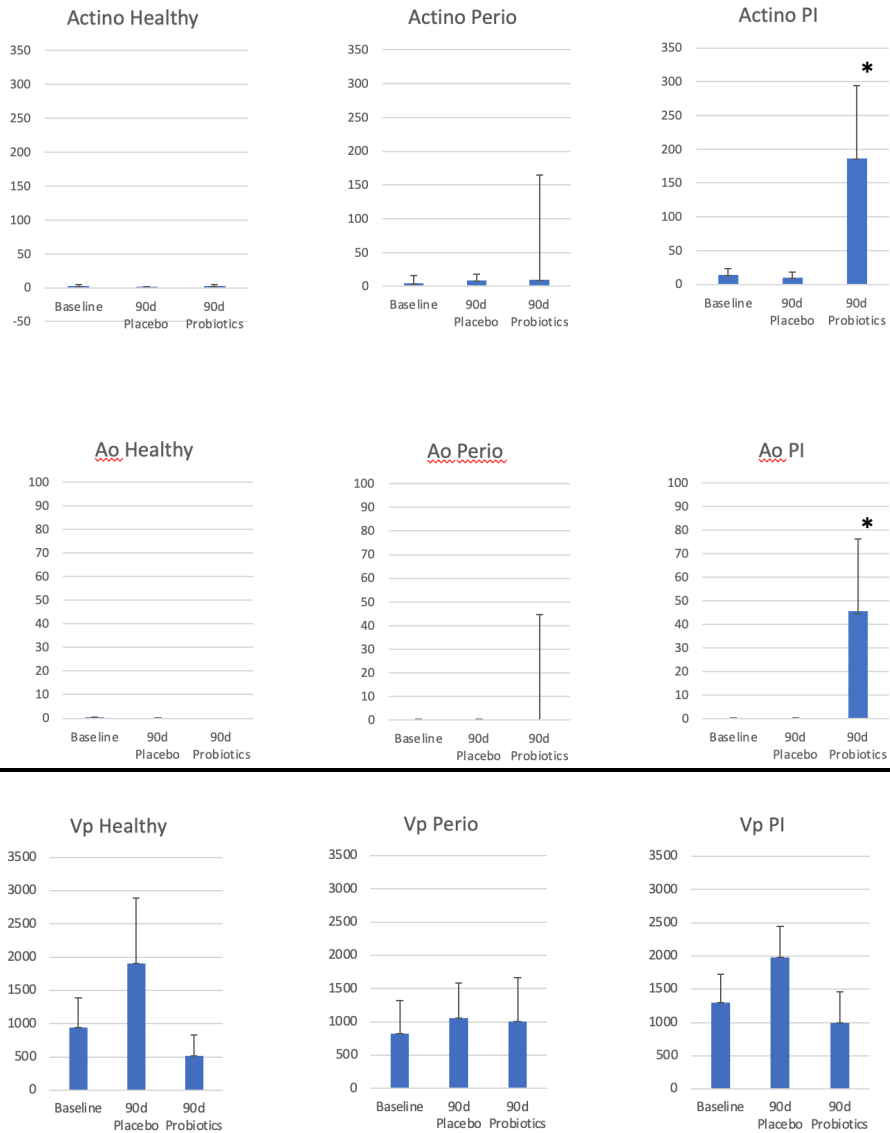 Actino Healthy
350
300
250
200
150
100
50
0
-50
Baseline
90d
Placebo
90d
Probiotics
Actino Perio
350
300
250
200
150
100
50
0
Baseline
90d
Placebo
90d
Probiotics
Actino PI
350
300
250
200
150
100
50
0
*
Baseline
90d
Placebo
90d
Probiotics
Ao Healthy
100
90
80
70
60
50
40
30
20
10
0
Baseline
90d
Placebo
90d
Probiotics
Ao Perio
100
90
80
70
60
50
40
30
20
10
0
Baseline
90d
Placebo
90d
Probiotics
Ao PI
100
90
80
70
60
50
40
30
20
10
0
*
Baseline
90d
Placebo
90d
Probiotics
Vp Healthy
3500
3000
2500
2000
1500
1000
500
0
Baseline
90d
Placebo
90d
Probiotics
Vp Perio
3500
3000
2500
2000
1500
1000
500
0
Baseline
90d
Placebo
90d
Probiotics
Vp PI
3500
3000
2500
2000
1500
1000
500
0
Baseline
90d
Placebo
90d
Probiotics